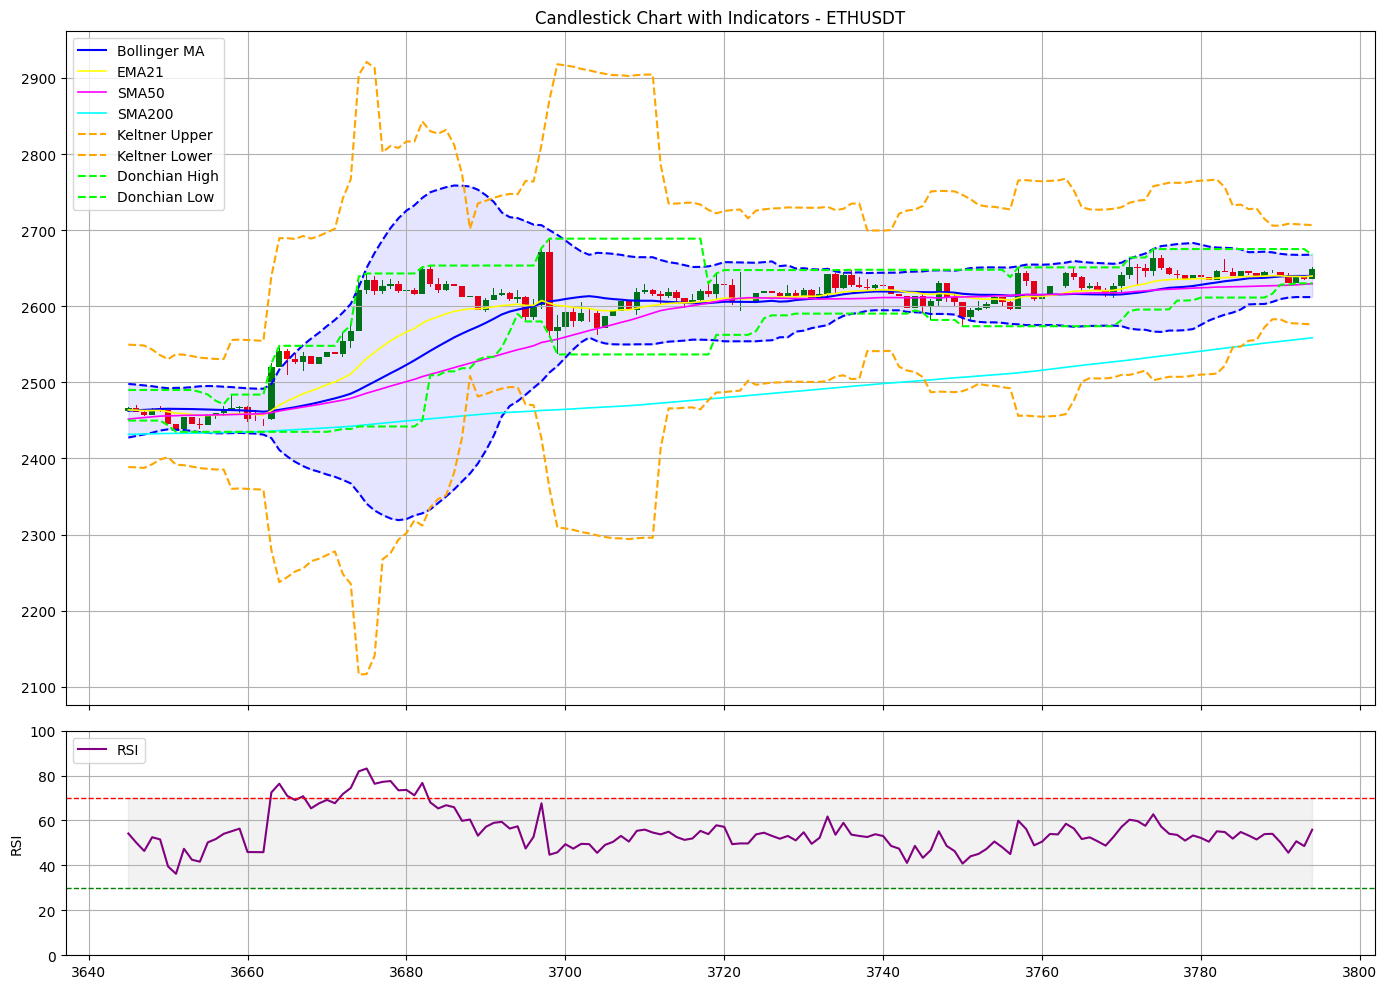 Candlestick Chart with Indicators - ETHUSDT
Bollinger MA
EMA21
SMA50
SMA200
Keltner Upper
Keltner Lower
Donchian High
Donchian Low
2900
2800
2700
2600
2500
2400
2300
2200
2100
RSI
100
80
60
40
20
0
RSI
3640
3660
3680
3700
3720
3740
3760
3780
3800